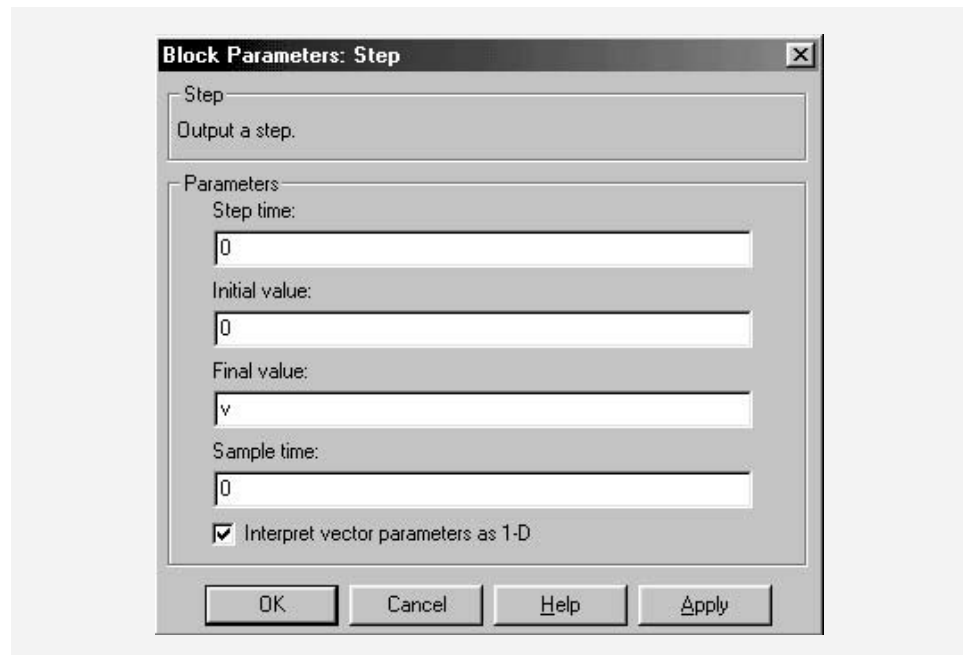 Block Parameters: Step
Step
Output a step.
Parameters
Step time:
0
Initial value:
0
Final value:
v
Sample time:
0
Interpret vector parameters as 1-D
OK Cancel Help Apply